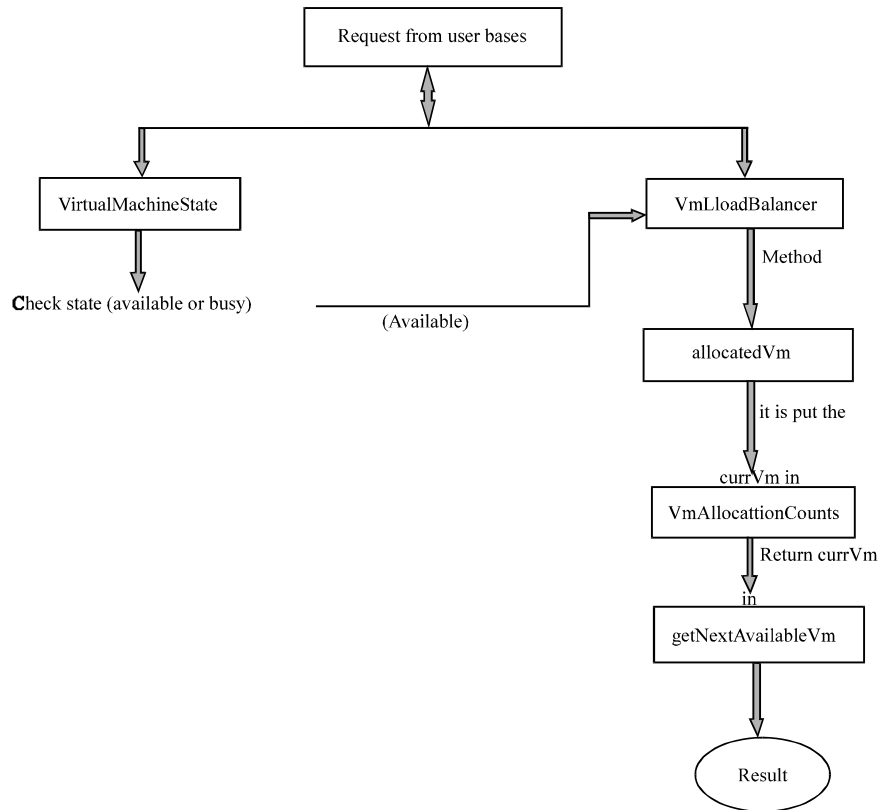 Request from user bases
VirtualMachineState
VmLloadBalancer
Method
Check state (available or busy)
(Available)
allocatedVm
it is put the
currVm in
VmAllocattionCounts
Return currVm
in
getNextAvailableVm
Result